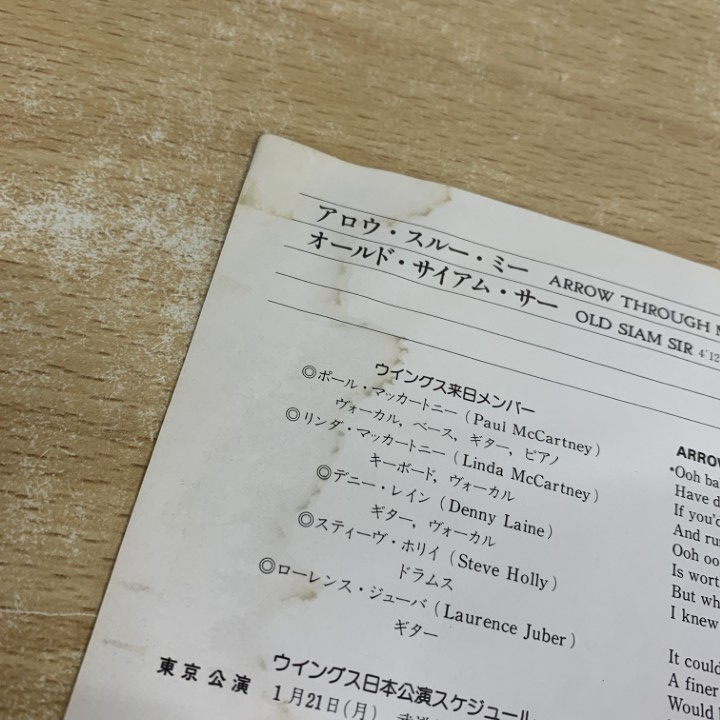 アロウ・スルー・ミー ARROW THROUGH
オールド・サイアム・サー OLD SIAM SIR 4'12
ウイングス来日メンバー
◎ポール・マッカートニー (Paul McCartney)
ヴォーカル, ベース, ギター, ピアノ
◎リンダ・マッカートニー (Linda McCartney)
キーボード, ヴォーカル
◎デニー・レイン (Denny Laine)
ギター, ヴォーカル
◎スティーヴ・ホリイ (Steve Holly)
ドラムス
◎ローレンス・ジューバ (Laurence Juber)
ギター
ウイングス日本公演スケジュール
東京公演 1月21日(月)
ARROW
*Ooh ba
Have d
If you'd
And ru
Ooh oo
Is wort
But wh
I knew
It could
A finer
Would